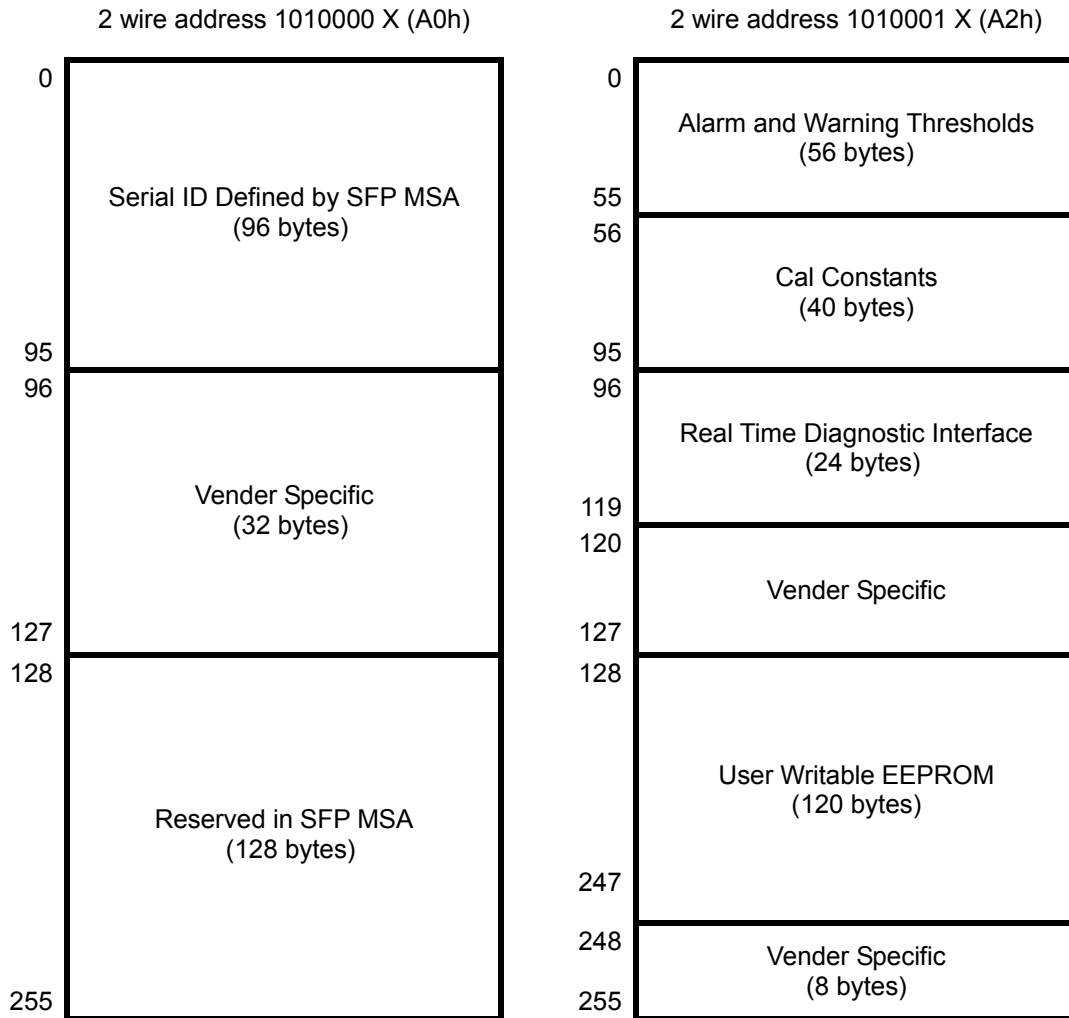 2 wire address 1010000 X (A0h)
0
Serial ID Defined by SFP MSA
(96 bytes)
95
96
Vender Specific
(32 bytes)
127
128
Reserved in SFP MSA
(128 bytes)
255
2 wire address 1010001 X (A2h)
0
Alarm and Warning Thresholds
(56 bytes)
55
56
Cal Constants
(40 bytes)
95
96
Real Time Diagnostic Interface
(24 bytes)
119
120
Vender Specific
127
128
User Writable EEPROM
(120 bytes)
247
248
Vender Specific
(8 bytes)
255